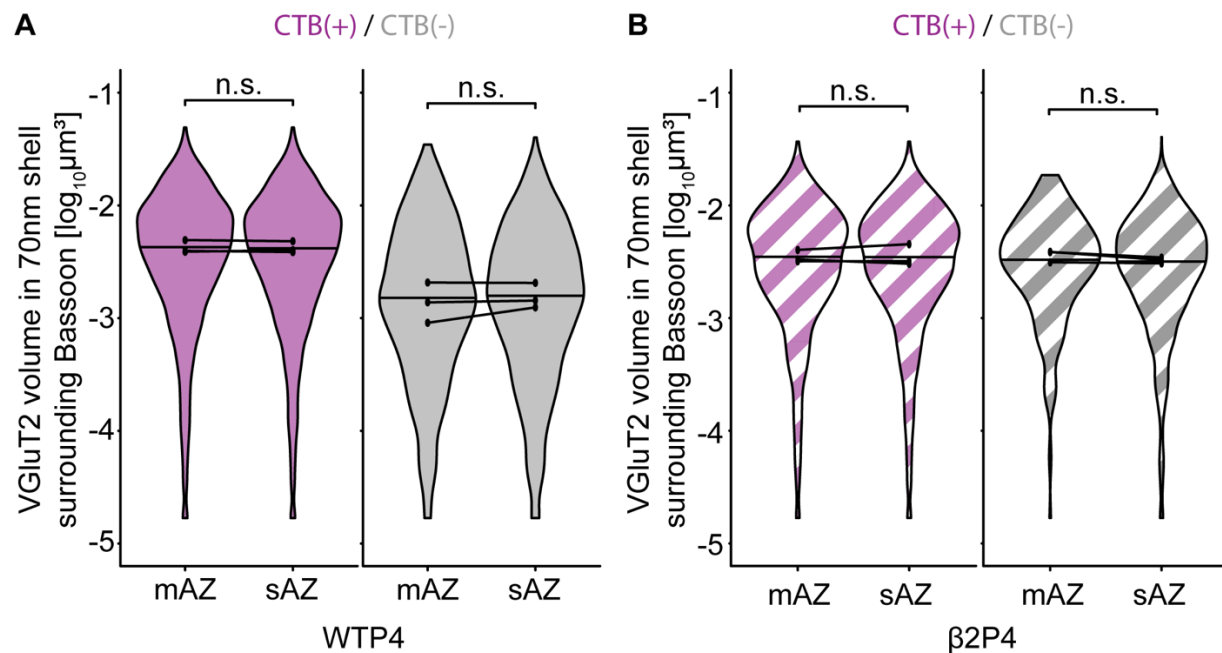 A
CTB(+) / CTB(-)
B
CTB(+) / CTB(-)
VGluT2 volume in 70nm shell
surrounding Bassoon [log₁₀µm³]
-1
-2
-3
-4
-5
n.s.
n.s.
mAZ
sAZ
mAZ
sAZ
WTP4
VGluT2 volume in 70nm shell
surrounding Bassoon [log₁₀µm³]
-1
-2
-3
-4
-5
n.s.
n.s.
mAZ
sAZ
mAZ
sAZ
β2P4